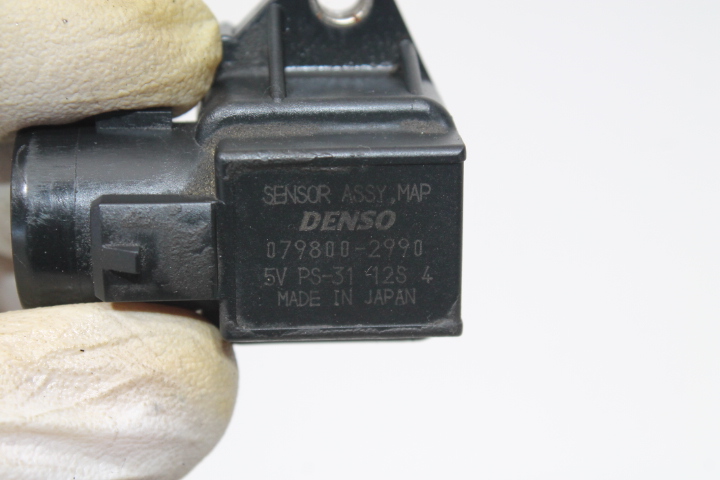 SENSOR ASSY,MAP
DENSO
079800-2990
5V PS-31 12S 4
MADE IN JAPAN